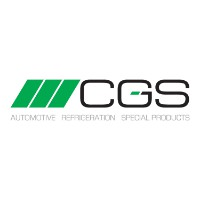 CGS
AUTOMOTIVE REFRIGERATION SPECIAL PRODUCTS